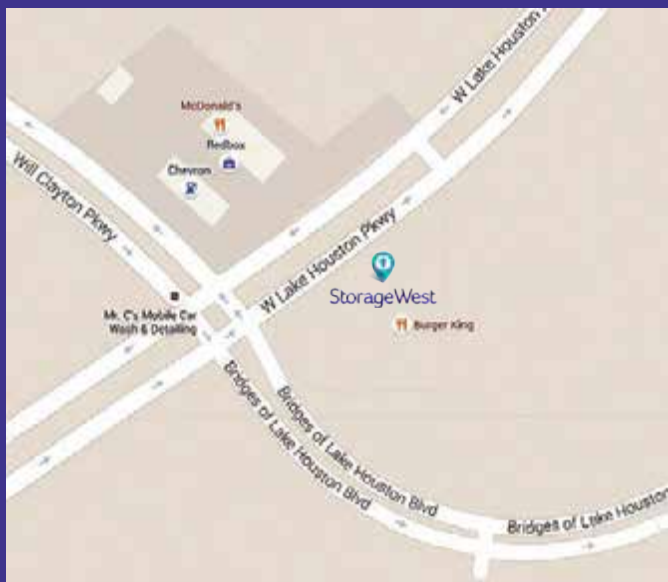 W Lake Houston
McDonald's
Redbox
Chevron
Will Clayton Pkwy
W Lake Houston Pkwy
StorageWest
Mr. C's Mobile Car
Wash & Detailing
Burger King
Bridges of Lake Houston Blvd
Bridges of Lake Houston Blvd
Bridges of Lake Houston